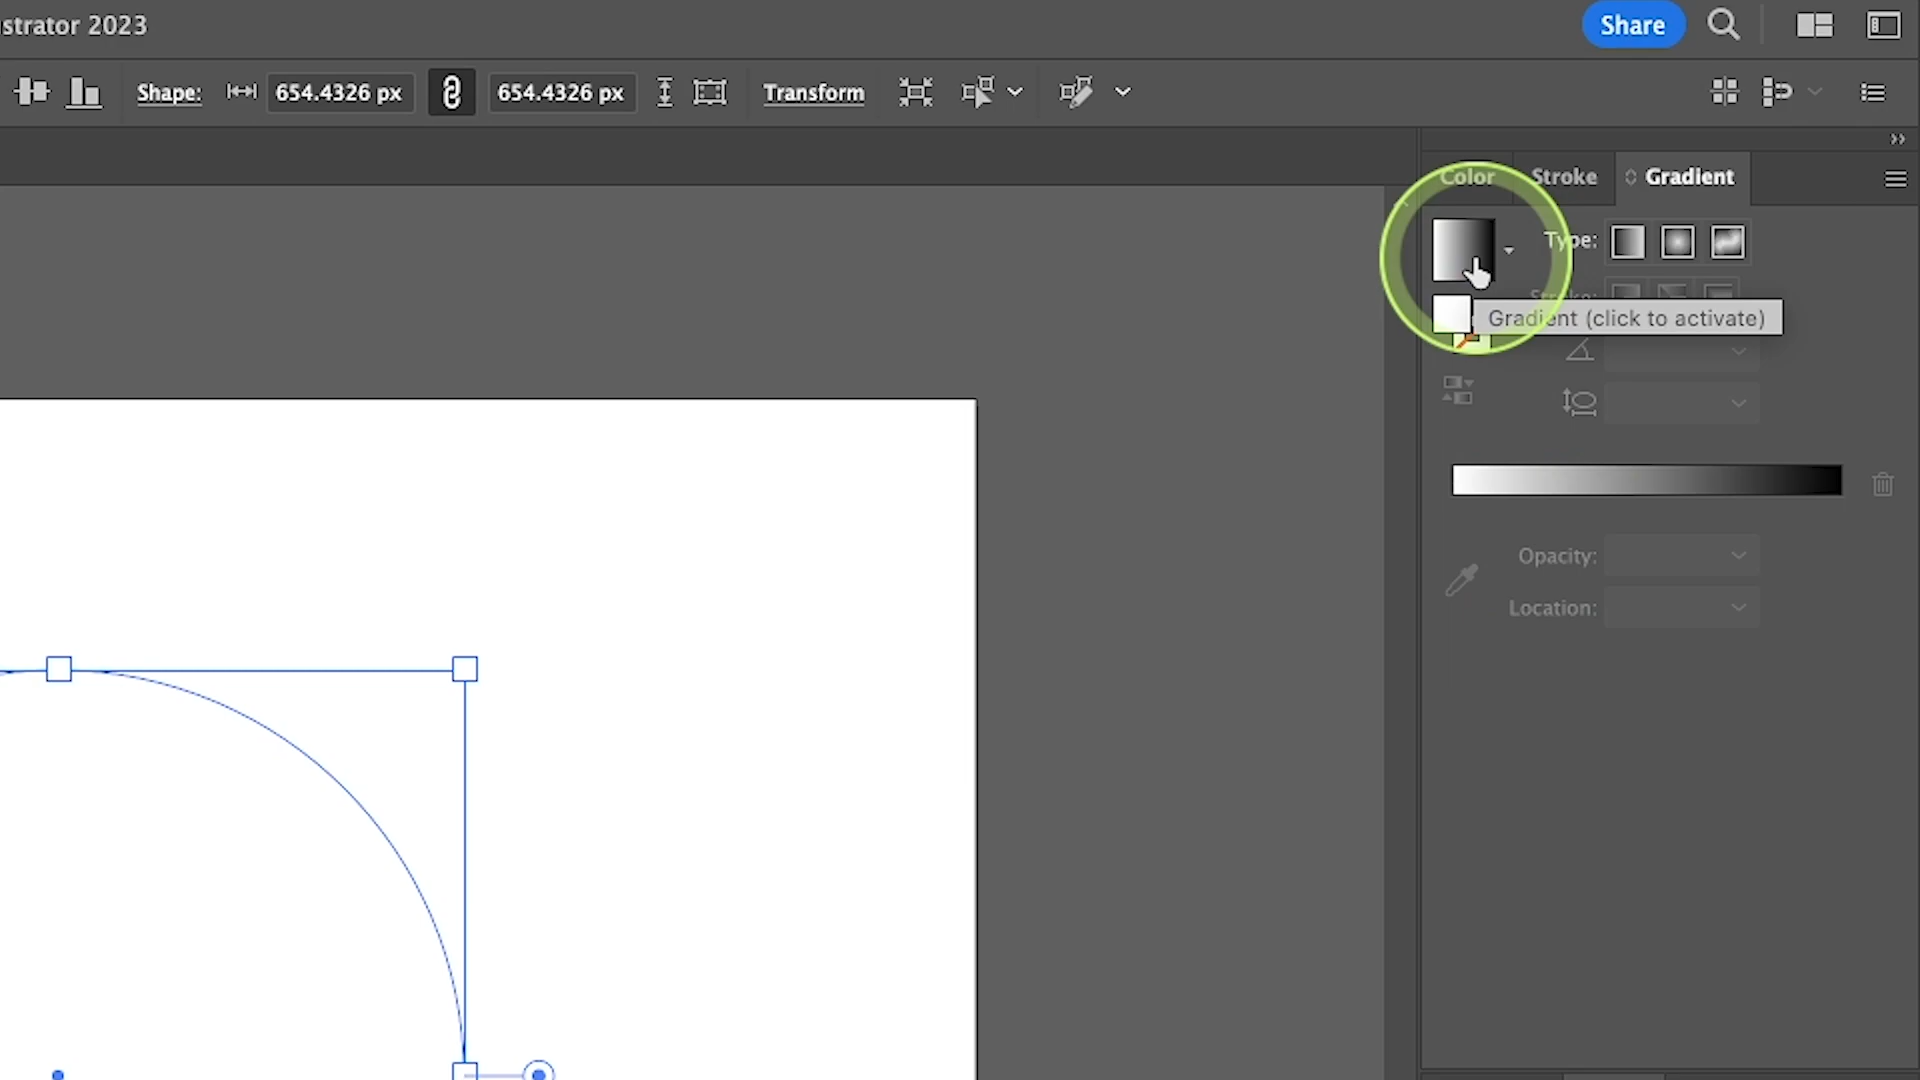 strator 2023
Share
Shape:
654.4326 px
654.4326 px
Transform
Color
Stroke
Gradient
Type:
Stroke:
Gradient (click to activate)
Opacity:
Location: